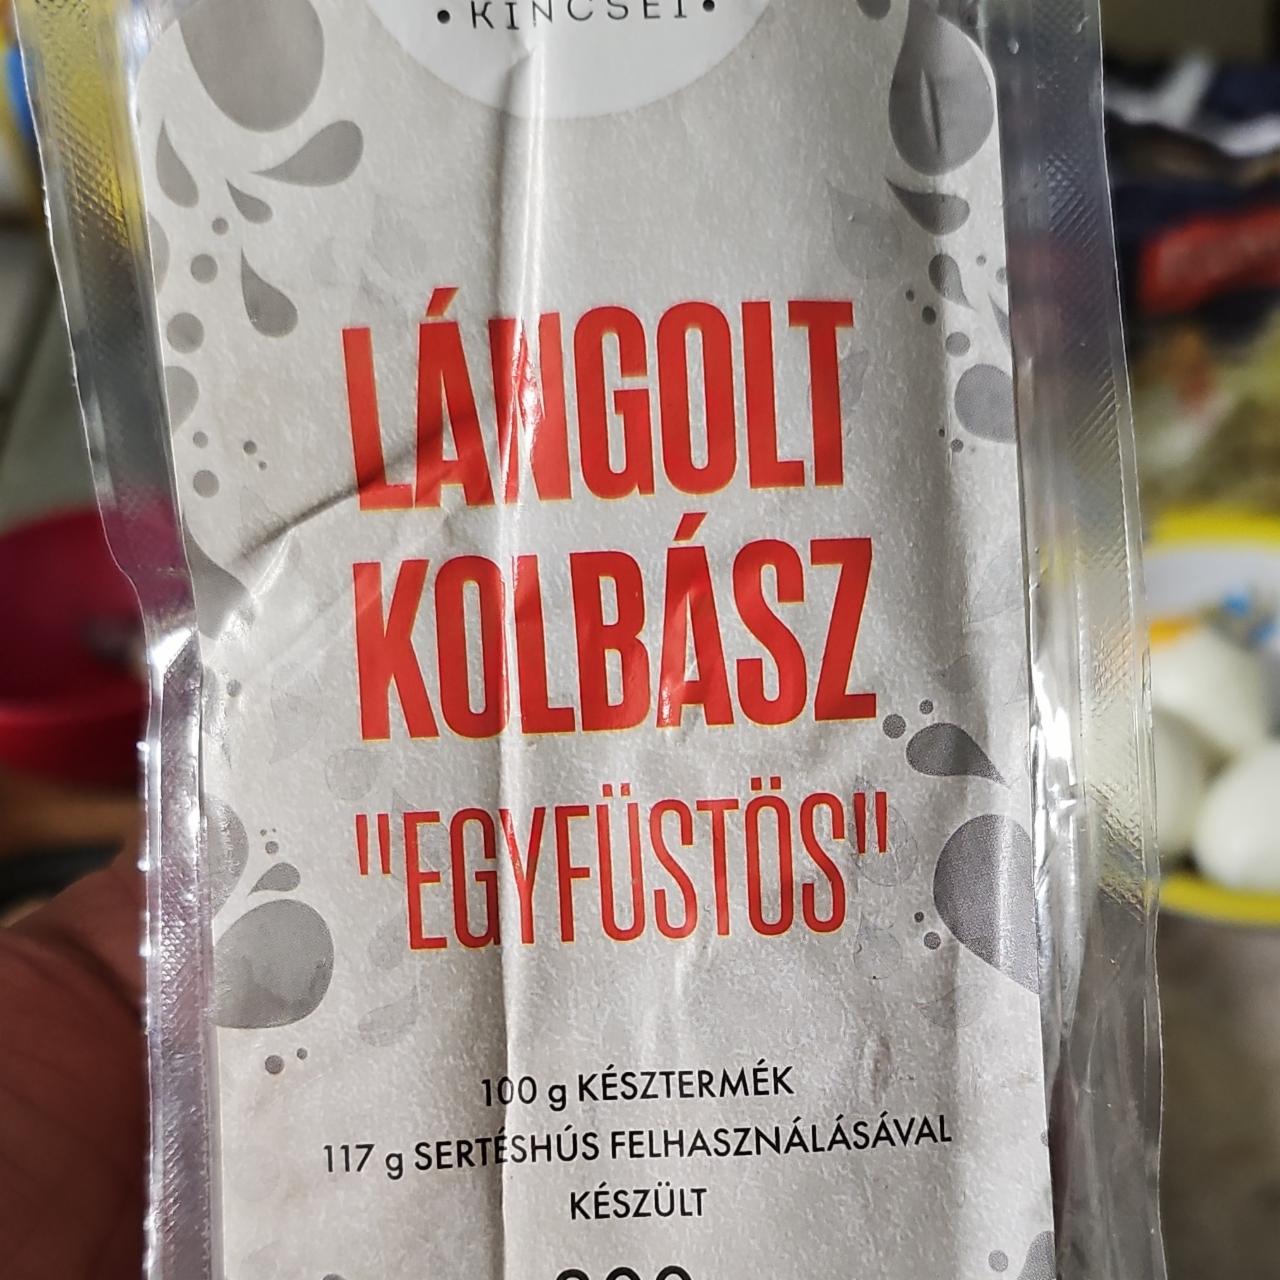 • KINCSEI •
LÁNGOLT
KOLBÁSZ
"EGYFÜSTÖS"
100 g KÉSZTERMÉK
117 g SERTÉSHÚS FELHASZNÁLÁSÁVAL
KÉSZÜLT